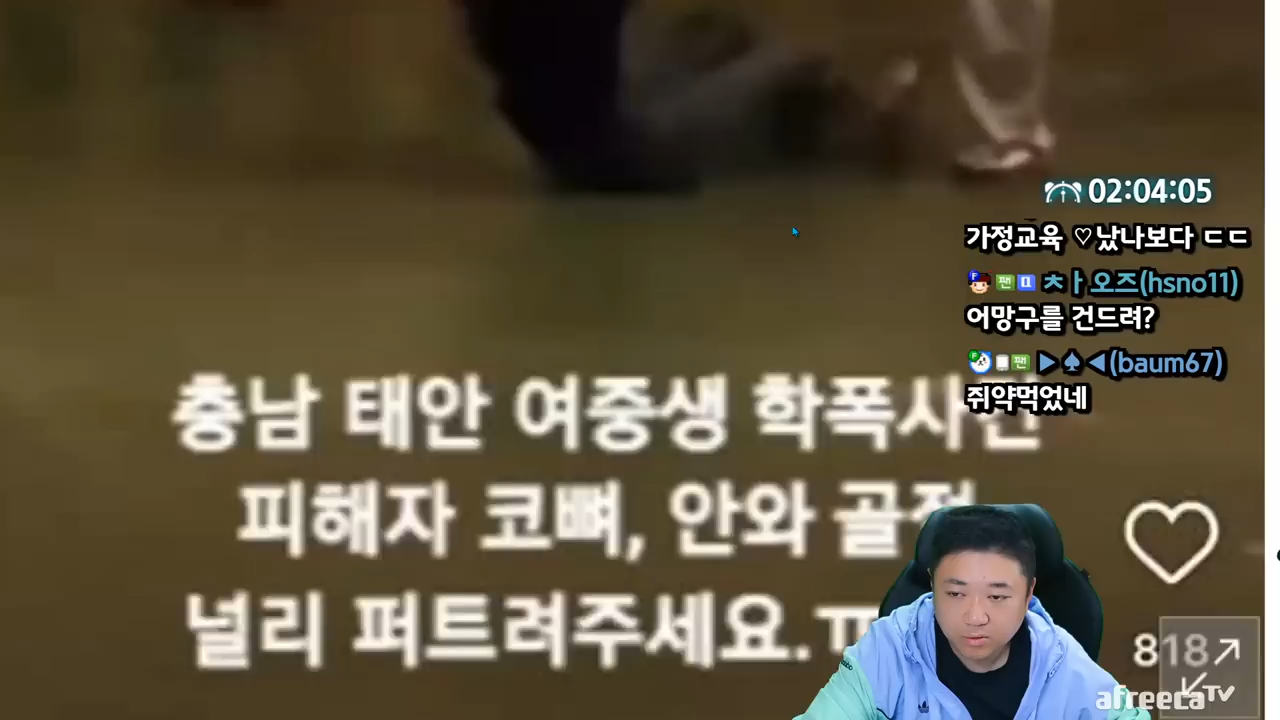 02:04:05
가정교육 ♡났나보다 ㄷㄷ
F 팬 ㅊㅏ오즈(hsno11)
어망구를 건드려?
F 팬 ▶♠◀(baum67)
쥐약먹었네
충남 태안 여중생 학폭사건
피해자 코뼈, 안와 골절
널리 퍼트려주세요.ㅠ
818
afreecaTV